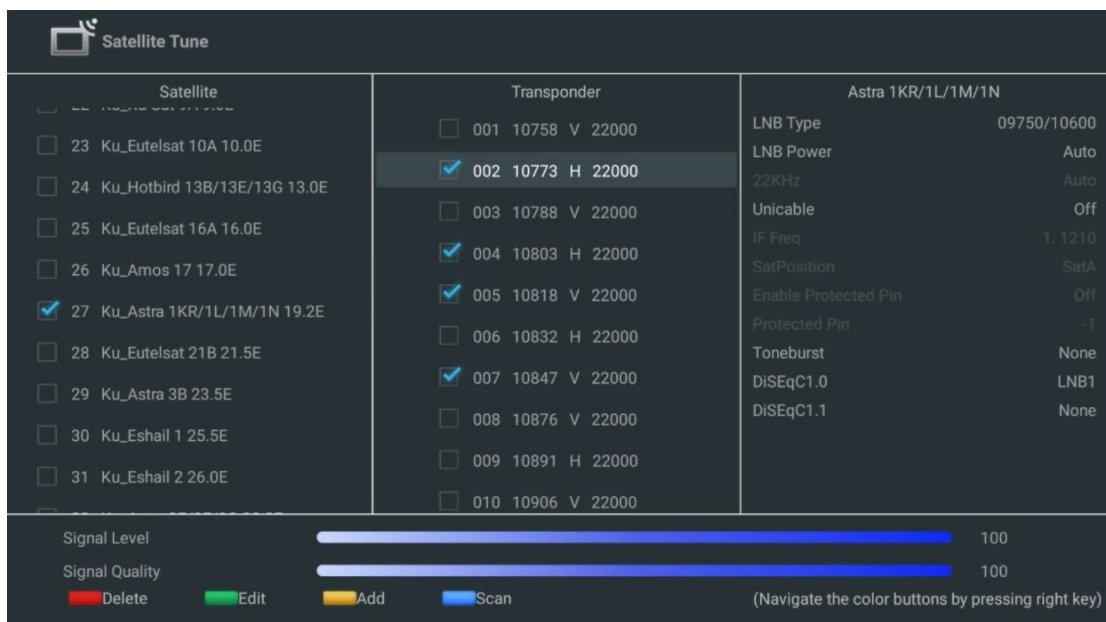 Satellite Tune
Satellite
23 Ku_Eutelsat 10A 10.0E
24 Ku_Hotbird 13B/13E/13G 13.0E
25 Ku_Eutelsat 16A 16.0E
26 Ku_Amos 17 17.0E
27 Ku_Astra 1KR/1L/1M/1N 19.2E
28 Ku_Eutelsat 21B 21.5E
29 Ku_Astra 3B 23.5E
30 Ku_Eshail 1 25.5E
31 Ku_Eshail 2 26.0E
Transponder
001 10758 V 22000
002 10773 H 22000
003 10788 V 22000
004 10803 H 22000
005 10818 V 22000
006 10832 H 22000
007 10847 V 22000
008 10876 V 22000
009 10891 H 22000
010 10906 V 22000
Astra 1KR/1L/1M/1N
LNB Type 09750/10600
LNB Power Auto
22KHz Auto
Unicable Off
IF Freq 1. 1210
SatPosition SatA
Enable Protected Pin Off
Protected Pin -1
Toneburst None
DiSEqC1.0 LNB1
DiSEqC1.1 None
Signal Level 100
Signal Quality 100
Delete Edit Add Scan (Navigate the color buttons by pressing right key)